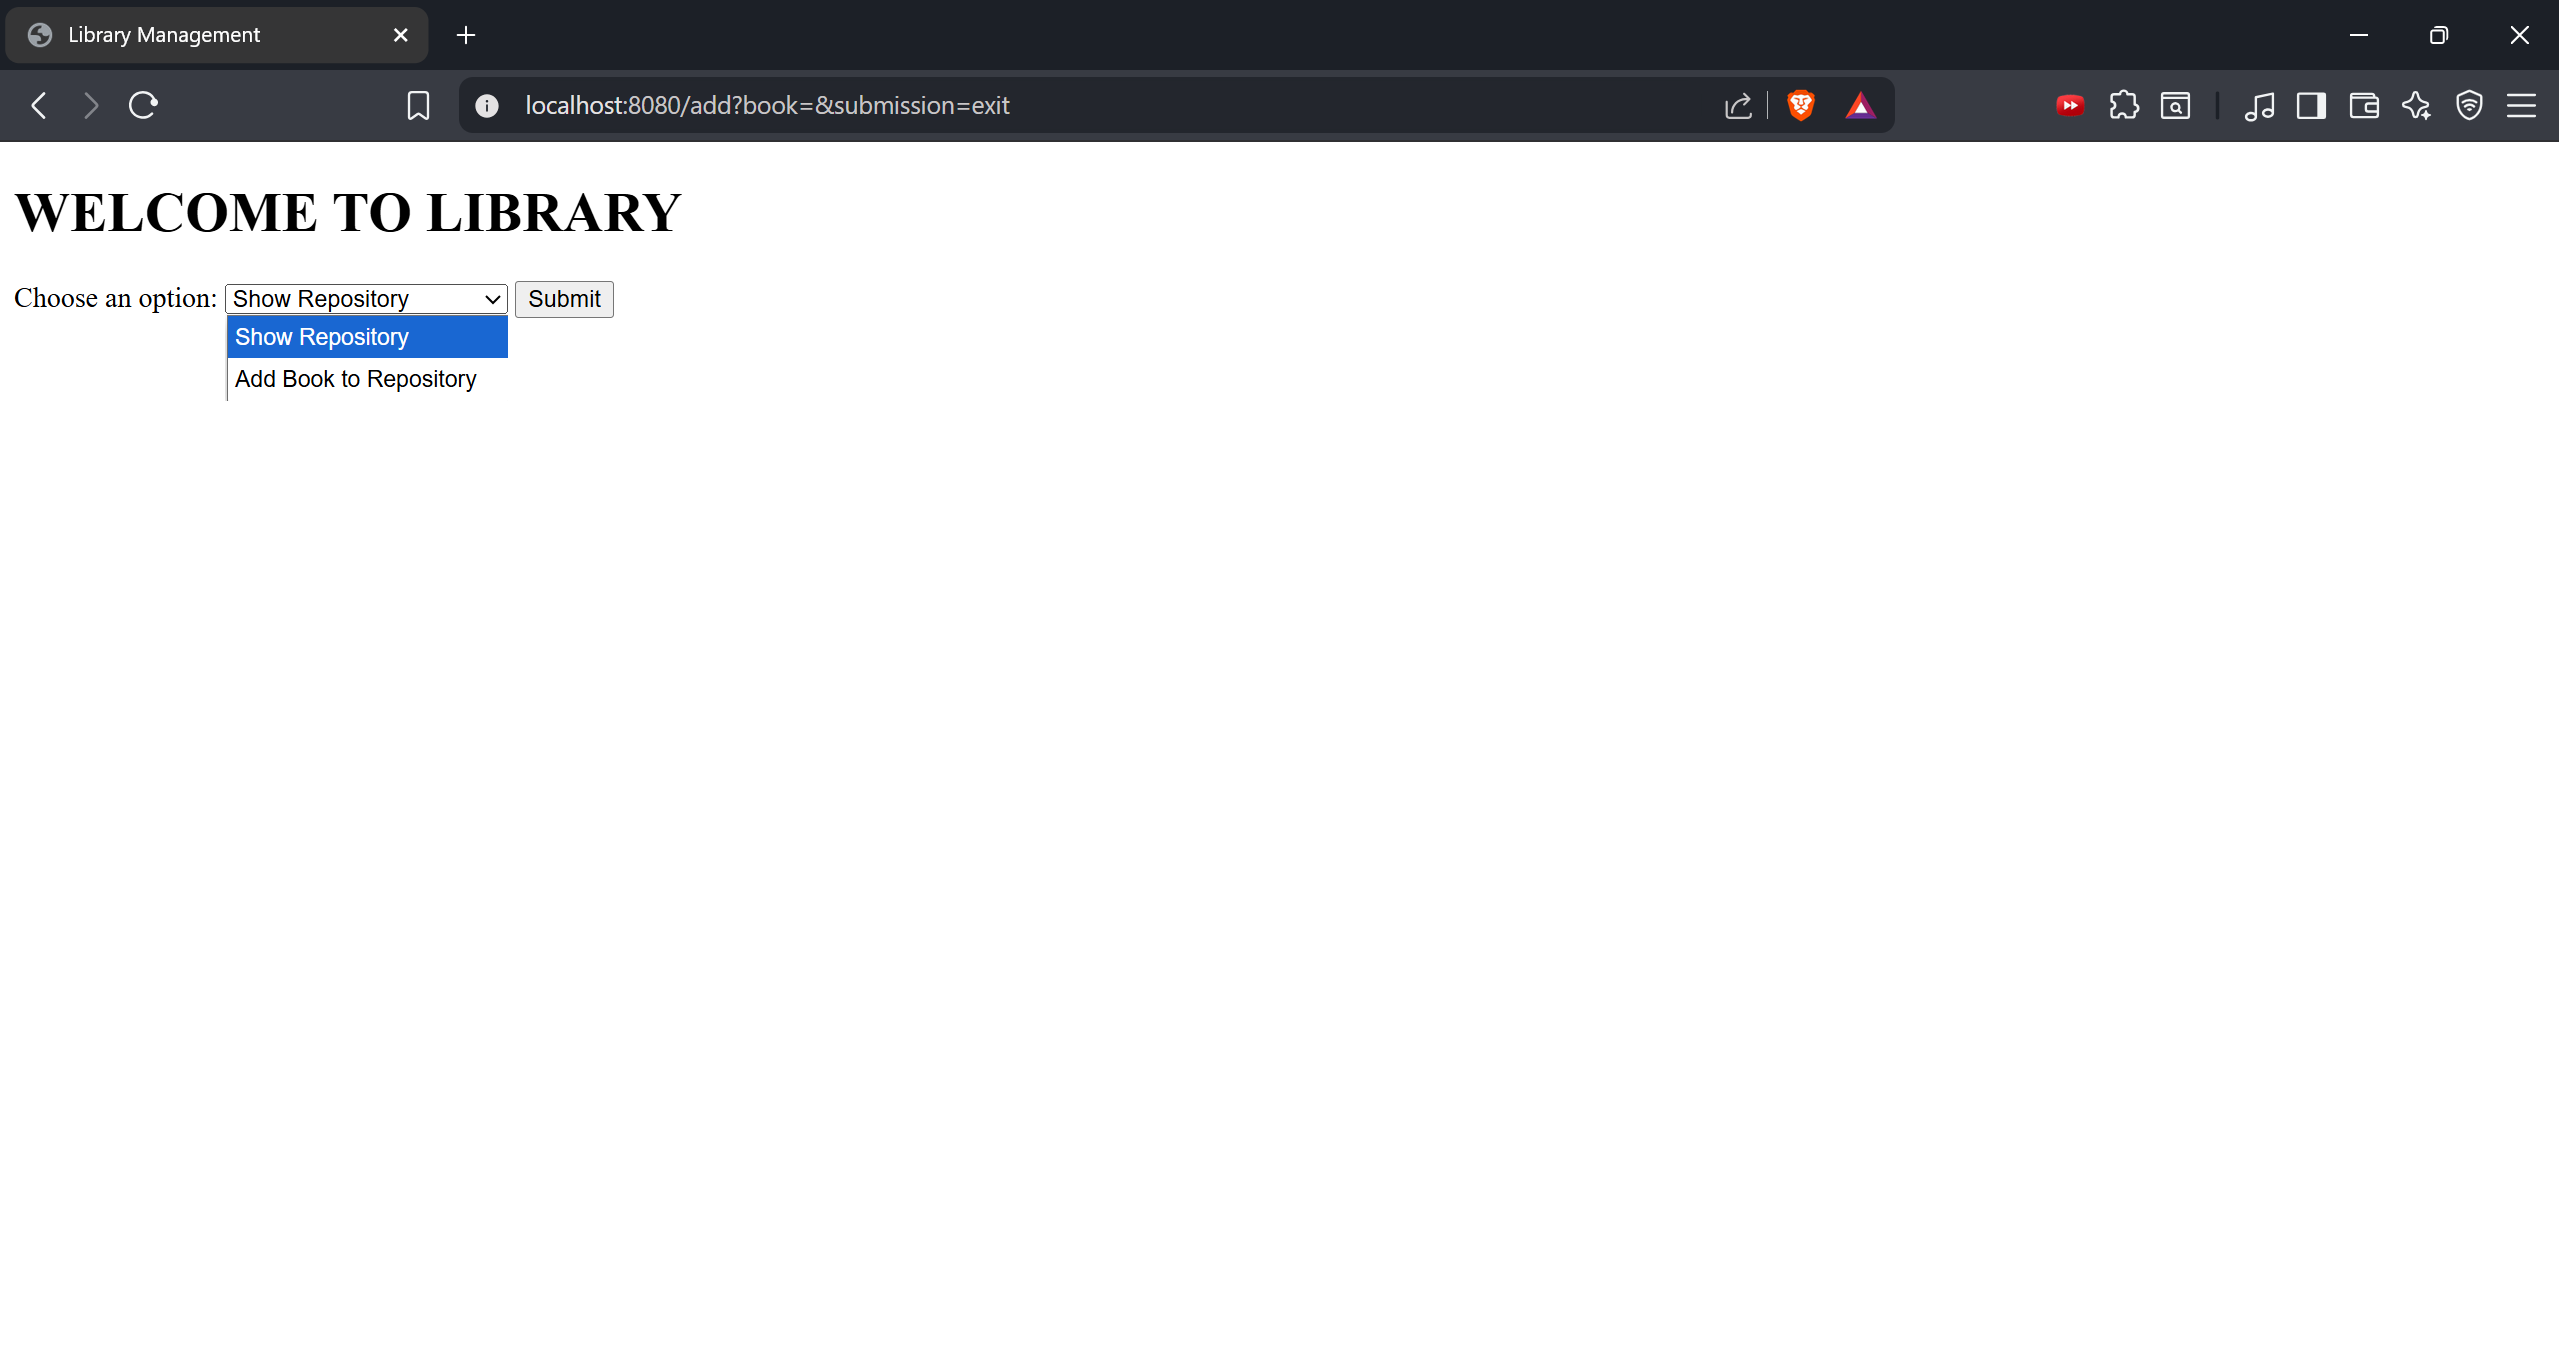 Library Management
localhost:8080/add?book=&submission=exit
WELCOME TO LIBRARY
Choose an option: Show Repository Submit
Show Repository
Add Book to Repository